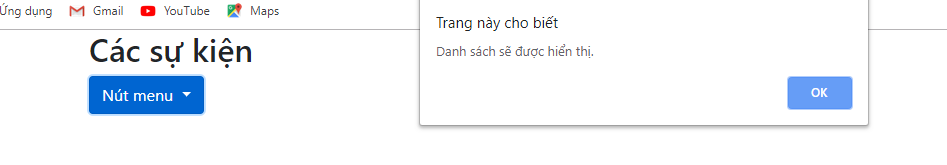 Ứng dụng Gmail YouTube Maps
Các sự kiện
Nút menu
Trang này cho biết
Danh sách sẽ được hiển thị.
OK